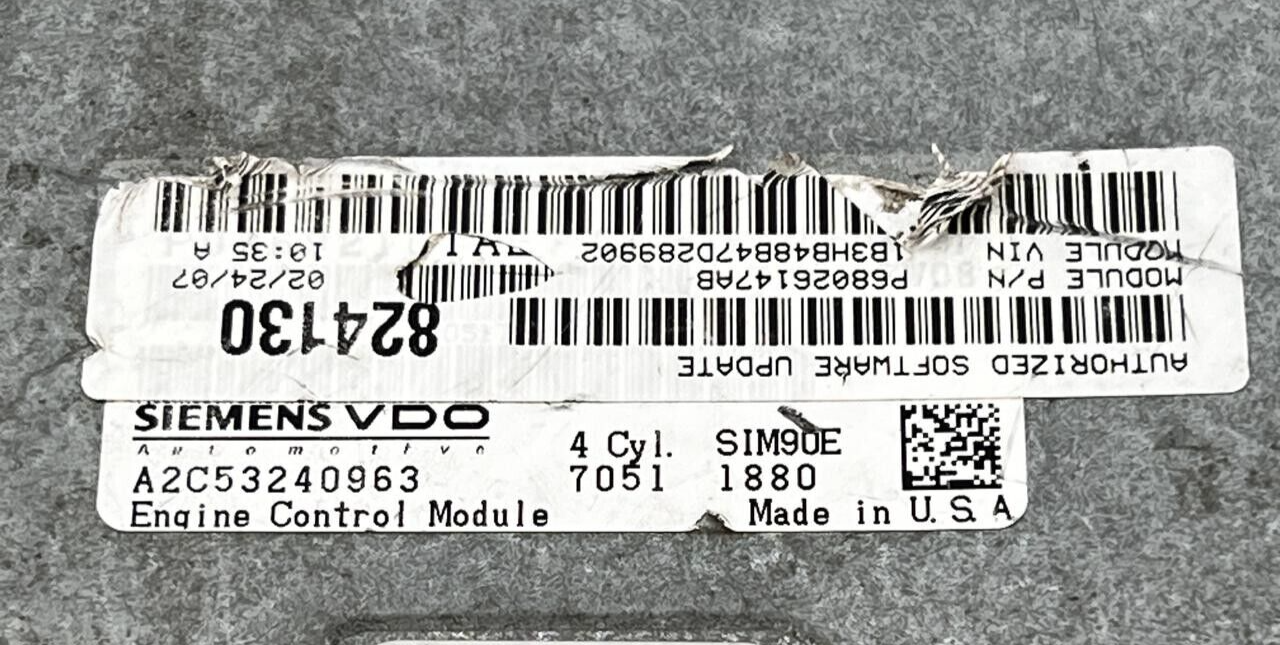 AUTHORIZED SOFTWARE UPDATE
824130
MODULE P/N P68026147AB 02/24/07
MODULE VIN 1B3HB48B47D289902 10:35 A
SIEMENS VDO
Automotive
4 Cyl. SIM90E
A2C53240963 7051 1880
Engine Control Module Made in U.S.A